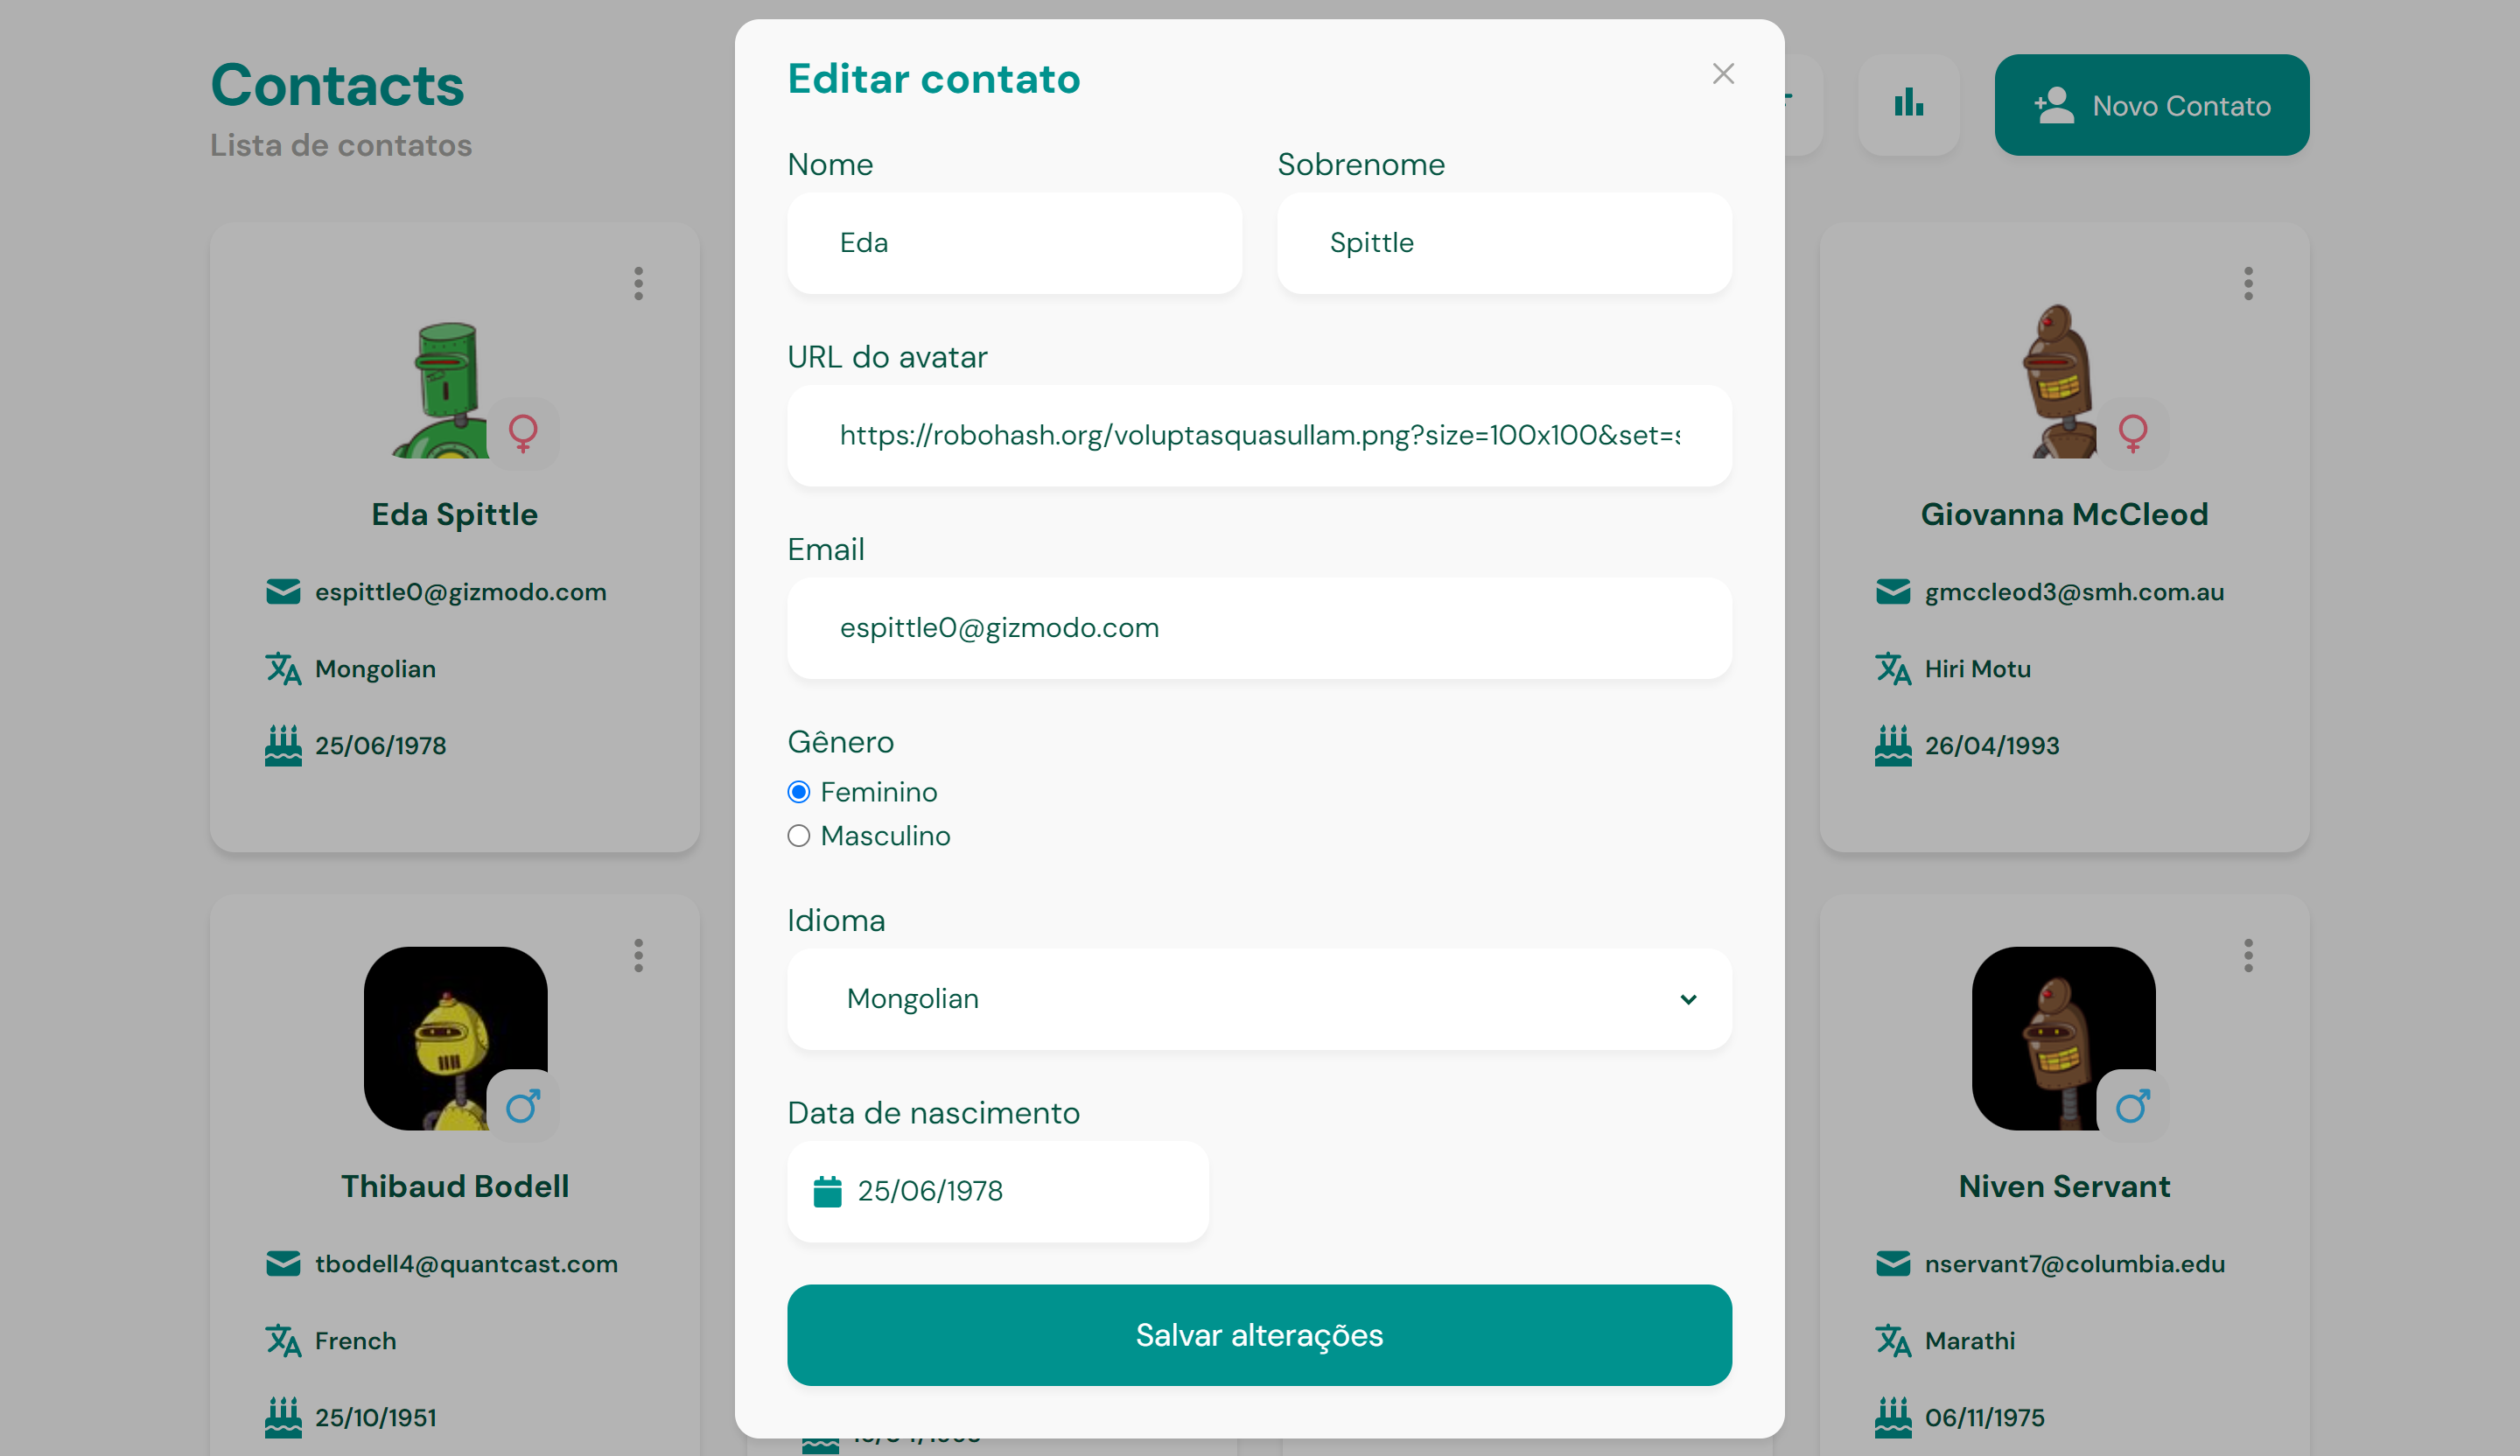 Contacts
Lista de contatos
Novo Contato
Editar contato
Nome
Sobrenome
Eda
Spittle
URL do avatar
https://robohash.org/voluptasquasullam.png?size=100x100&set=
Email
espittle0@gizmodo.com
Gênero
Feminino
Masculino
Idioma
Mongolian
Data de nascimento
25/06/1978
Salvar alterações
Eda Spittle
espittle0@gizmodo.com
Mongolian
25/06/1978
Giovanna McCleod
gmccleod3@smh.com.au
Hiri Motu
26/04/1993
Thibaud Bodell
tbodell4@quantcast.com
French
25/10/1951
Niven Servant
nservant7@columbia.edu
Marathi
06/11/1975